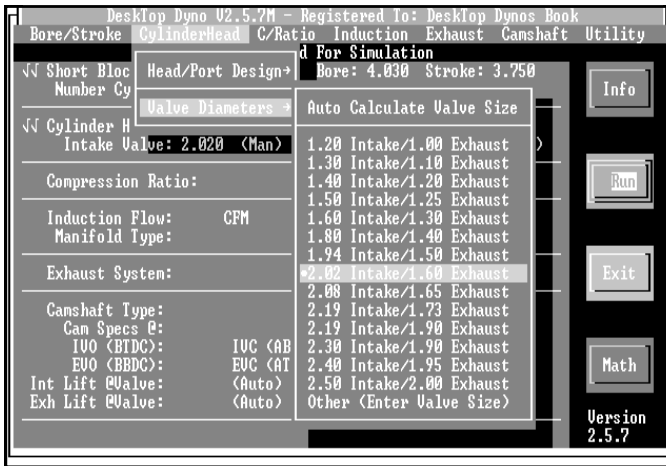 DeskTop Dyno V2.5.7M - Registered To: DeskTop Dynos Book
Bore/Stroke CylinderHead C/Ratio Induction Exhaust Camshaft Utility
d For Simulation
√√ Short Bloc
Bore: 4.030 Stroke: 3.750
Number Cy
Head/Port Design→
Valve Diameters →
√√ Cylinder H
Intake Valve: 2.020 (Man)
)
Compression Ratio:
Induction Flow: CFM
Manifold Type:
Exhaust System:
Camshaft Type:
Cam Specs @:
IVO (BTDC): IVC (AB
EVO (BBDC): EVC (AT
Int Lift @Valve: (Auto)
Exh Lift @Valve: (Auto)
Auto Calculate Valve Size
1.20 Intake/1.00 Exhaust
1.30 Intake/1.10 Exhaust
1.40 Intake/1.20 Exhaust
1.50 Intake/1.25 Exhaust
1.60 Intake/1.30 Exhaust
1.80 Intake/1.40 Exhaust
1.94 Intake/1.50 Exhaust
•2.02 Intake/1.60 Exhaust
2.08 Intake/1.65 Exhaust
2.19 Intake/1.73 Exhaust
2.19 Intake/1.90 Exhaust
2.30 Intake/1.90 Exhaust
2.40 Intake/1.95 Exhaust
2.50 Intake/2.00 Exhaust
Other (Enter Valve Size)
Info
Run
Exit
Math
Version
2.5.7